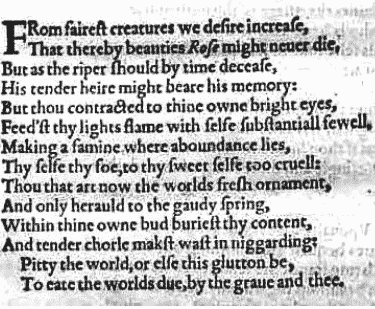 FRom faireſt creatures we deſire increaſe,
That thereby beauties Roſe might neuer die,
But as the riper ſhould by time deceaſe,
His tender heire might beare his memory:
But thou contracted to thine owne bright eyes,
Feed'ſt thy lights flame with ſelfe ſubſtantiall fewell,
Making a famine where aboundance lies,
Thy ſelfe thy foe,to thy ſweet ſelfe too cruell:
Thou that art now the worlds freſh ornament,
And only herauld to the gaudy ſpring,
Within thine owne bud burieſt thy content,
And tender chorle makſt waſt in niggarding:
Pitty the world,or elſe this glutton be,
To eate the worlds due,by the graue and thee.